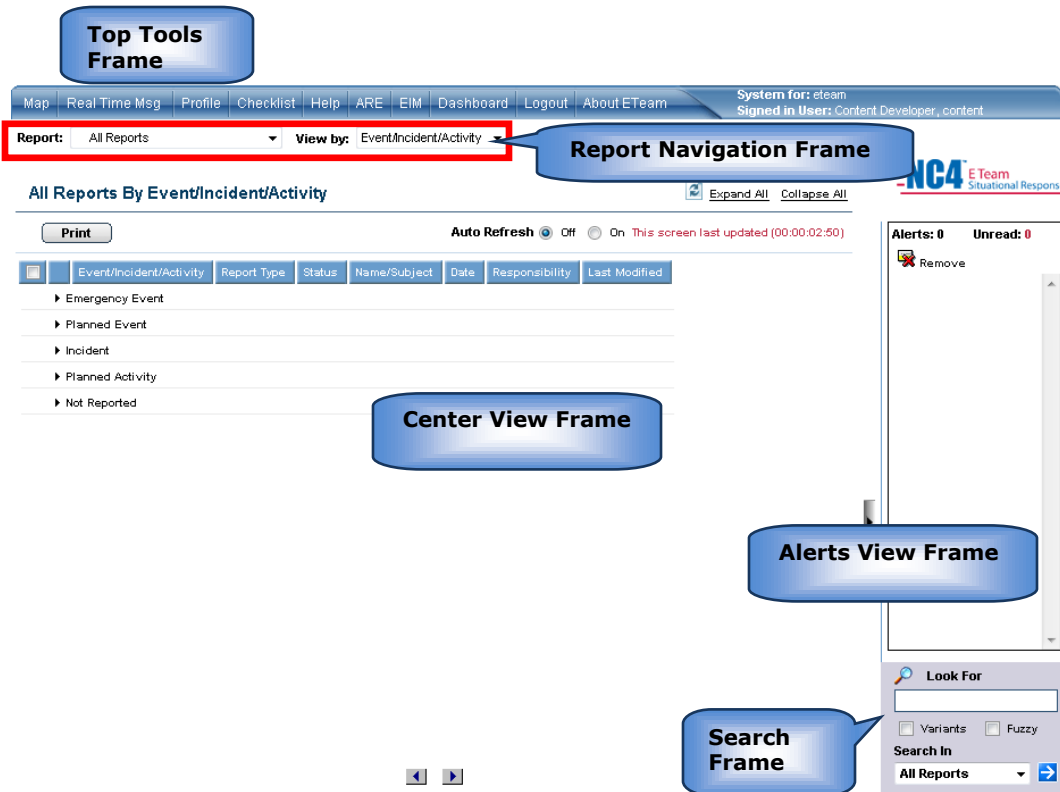 Top Tools
Frame
Map Real Time Msg Profile Checklist Help ARE EIM Dashboard Logout About ETeam
System for: eteam
Signed in User: Content Developer, content
Report: All Reports View by: Event/Incident/Activity
Report Navigation Frame
NC4 E Team
Situational Respons
All Reports By Event/Incident/Activity
Expand All Collapse All
Print
Auto Refresh Off On This screen last updated (00:00:02:50)
Alerts: 0 Unread: 0
Remove
Event/Incident/Activity Report Type Status Name/Subject Date Responsibility Last Modified
Emergency Event
Planned Event
Incident
Planned Activity
Not Reported
Center View Frame
Alerts View Frame
Look For
Variants Fuzzy
Search In
All Reports
Search
Frame